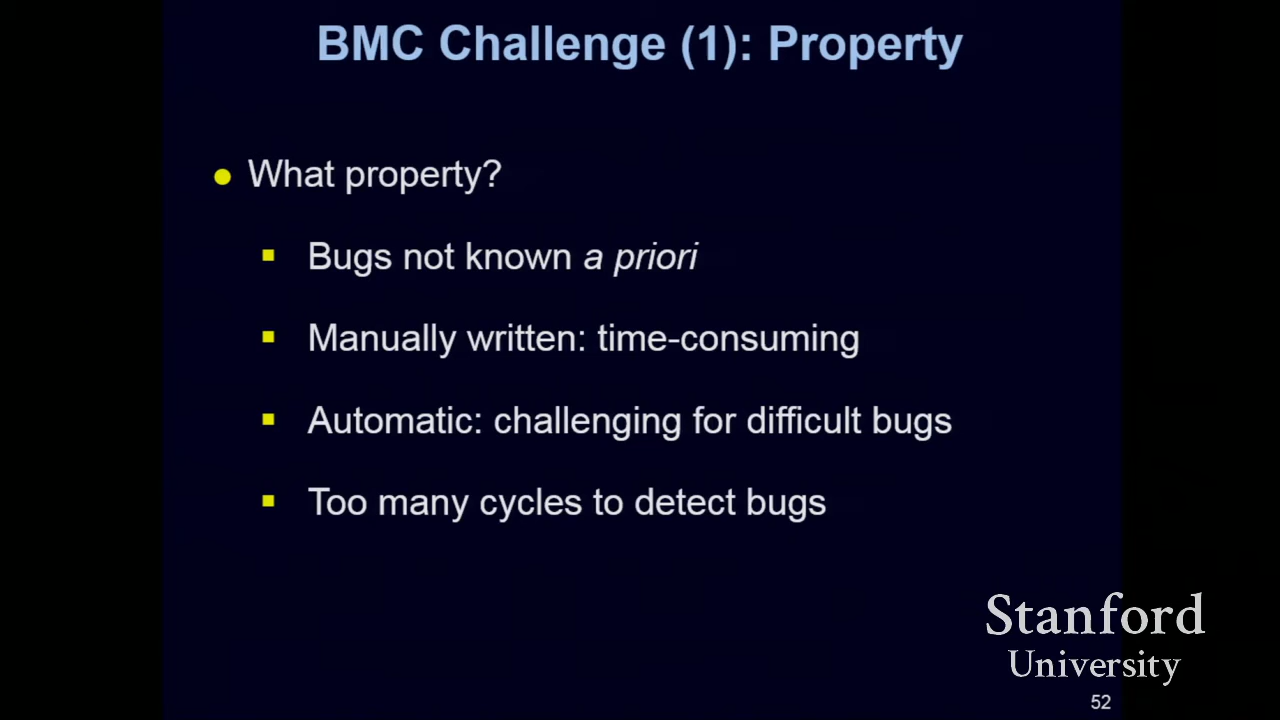 BMC Challenge (1): Property
What property?
Bugs not known a priori
Manually written: time-consuming
Automatic: challenging for difficult bugs
Too many cycles to detect bugs
Stanford
University
52